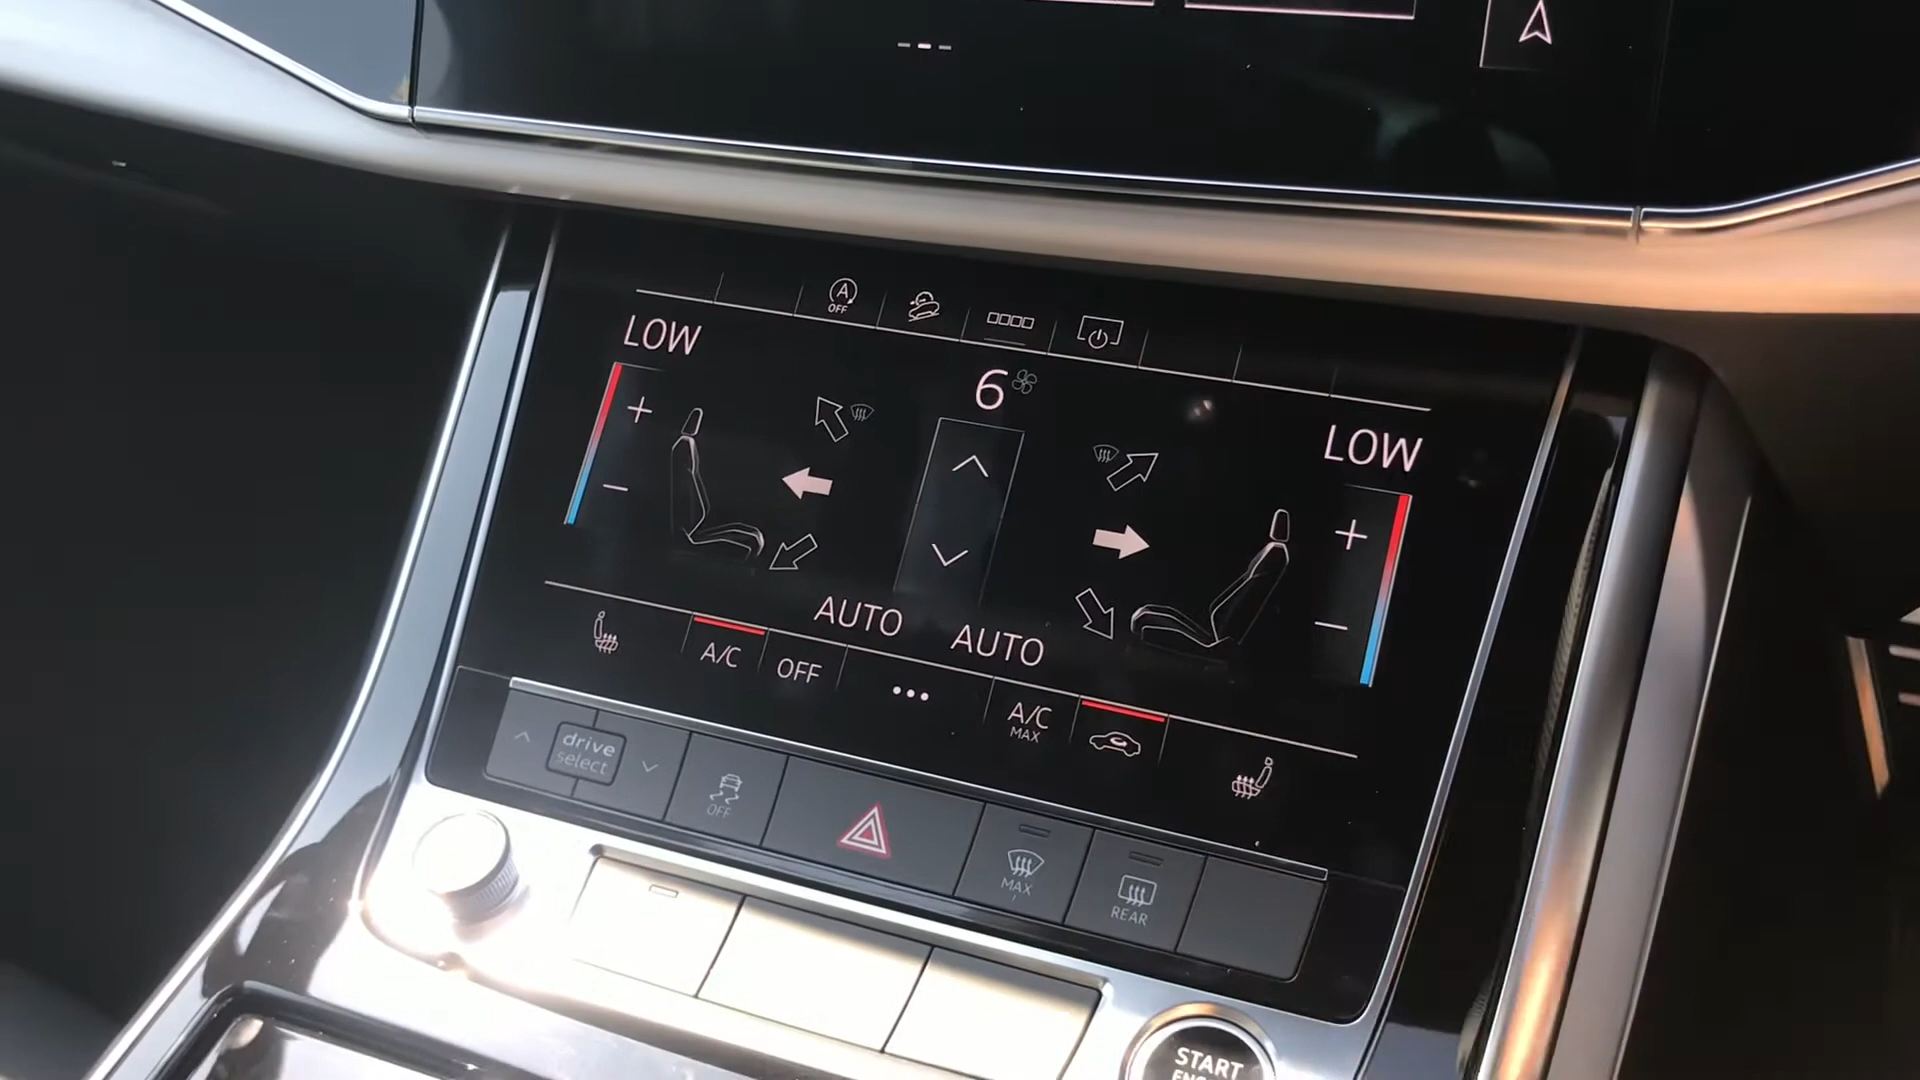 A
OFF
LOW
6
LOW
AUTO
AUTO
A/C
OFF
A/C
MAX
drive
select
OFF
MAX
REAR
START